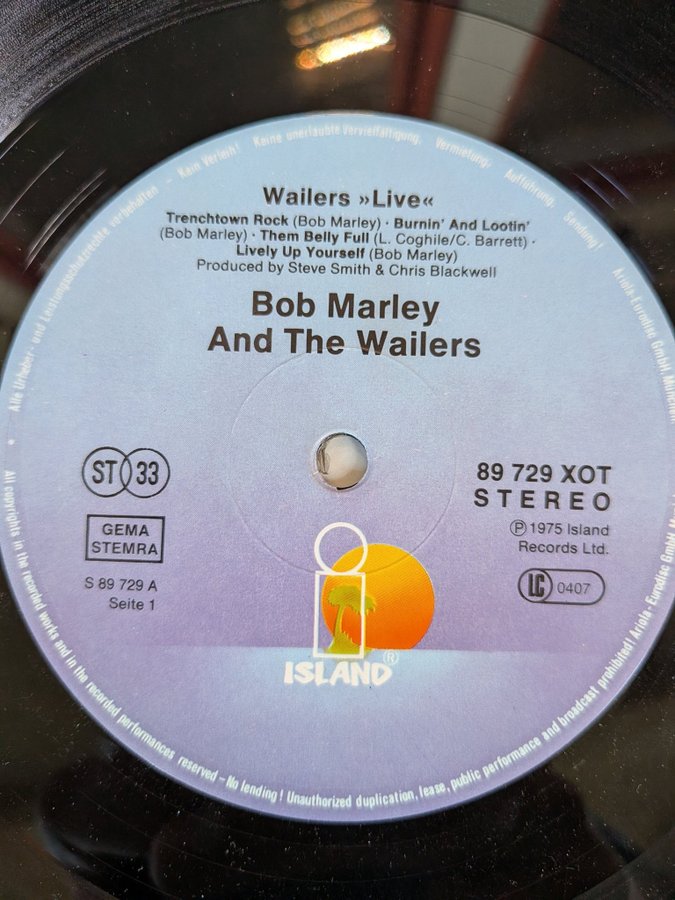 Wailers »Live«
Trenchtown Rock (Bob Marley) · Burnin' And Lootin'
(Bob Marley) · Them Belly Full (L. Coghile/C. Barrett) ·
Lively Up Yourself (Bob Marley)
Produced by Steve Smith & Chris Blackwell
Bob Marley
And The Wailers
ST 33
GEMA
STEMRA
S 89 729 A
Seite 1
89 729 XOT
STEREO
Ⓟ 1975 Island
Records Ltd.
LC 0407
ISLAND®
Alle Urheber- und Leistungsschutzrechte vorbehalten – Kein Verleih! Keine unerlaubte Vervielfältigung, Vermietung, Aufführung, Sendung! Ariola-Eurodisc GmbH, München
All copyrights in the recorded works and in the recorded performances reserved – No lending! Unauthorized duplication, lease, public performance and broadcast prohibited! Ariola-Eurodisc GmbH